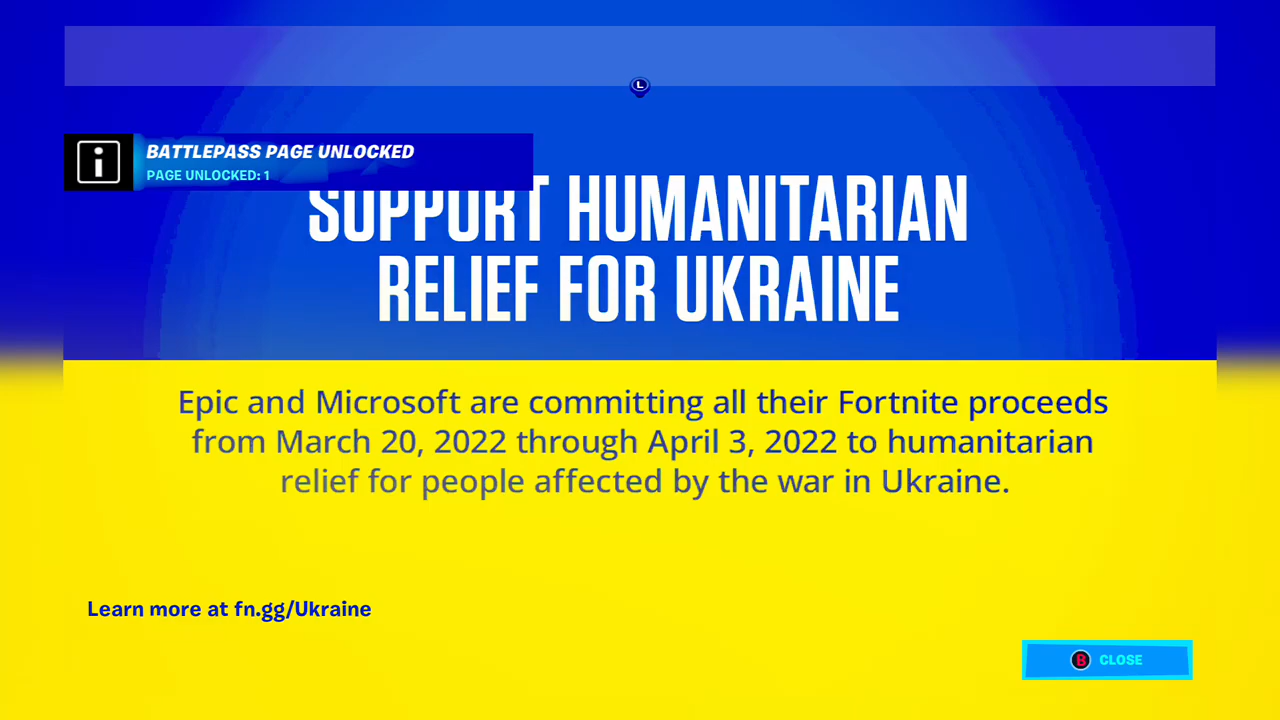 L
BATTLEPASS PAGE UNLOCKED
PAGE UNLOCKED: 1
SUPPORT HUMANITARIAN
RELIEF FOR UKRAINE
Epic and Microsoft are committing all their Fortnite proceeds
from March 20, 2022 through April 3, 2022 to humanitarian
relief for people affected by the war in Ukraine.
Learn more at fn.gg/Ukraine
B CLOSE